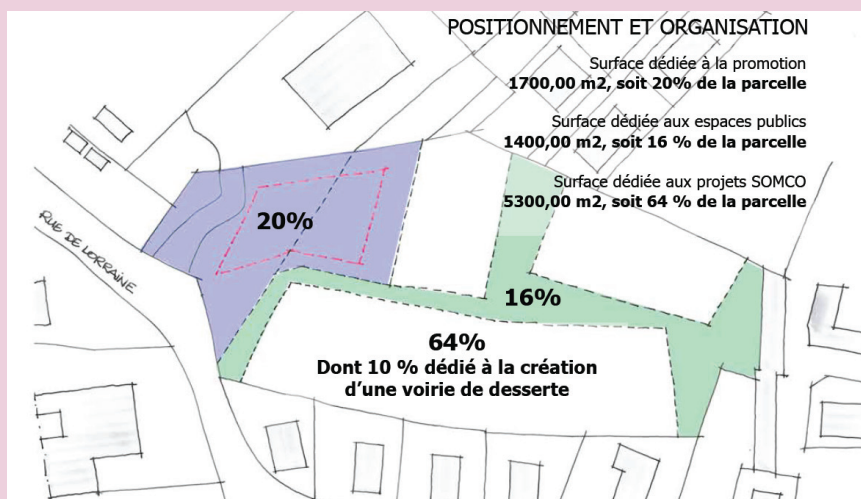 POSITIONNEMENT ET ORGANISATION
Surface dédiée à la promotion
1700,00 m2, soit 20% de la parcelle
Surface dédiée aux espaces publics
1400,00 m2, soit 16 % de la parcelle
Surface dédiée aux projets SOMCO
5300,00 m2, soit 64 % de la parcelle
20%
RUE DE LORRAINE
16%
64%
Dont 10 % dédié à la création
d'une voirie de desserte